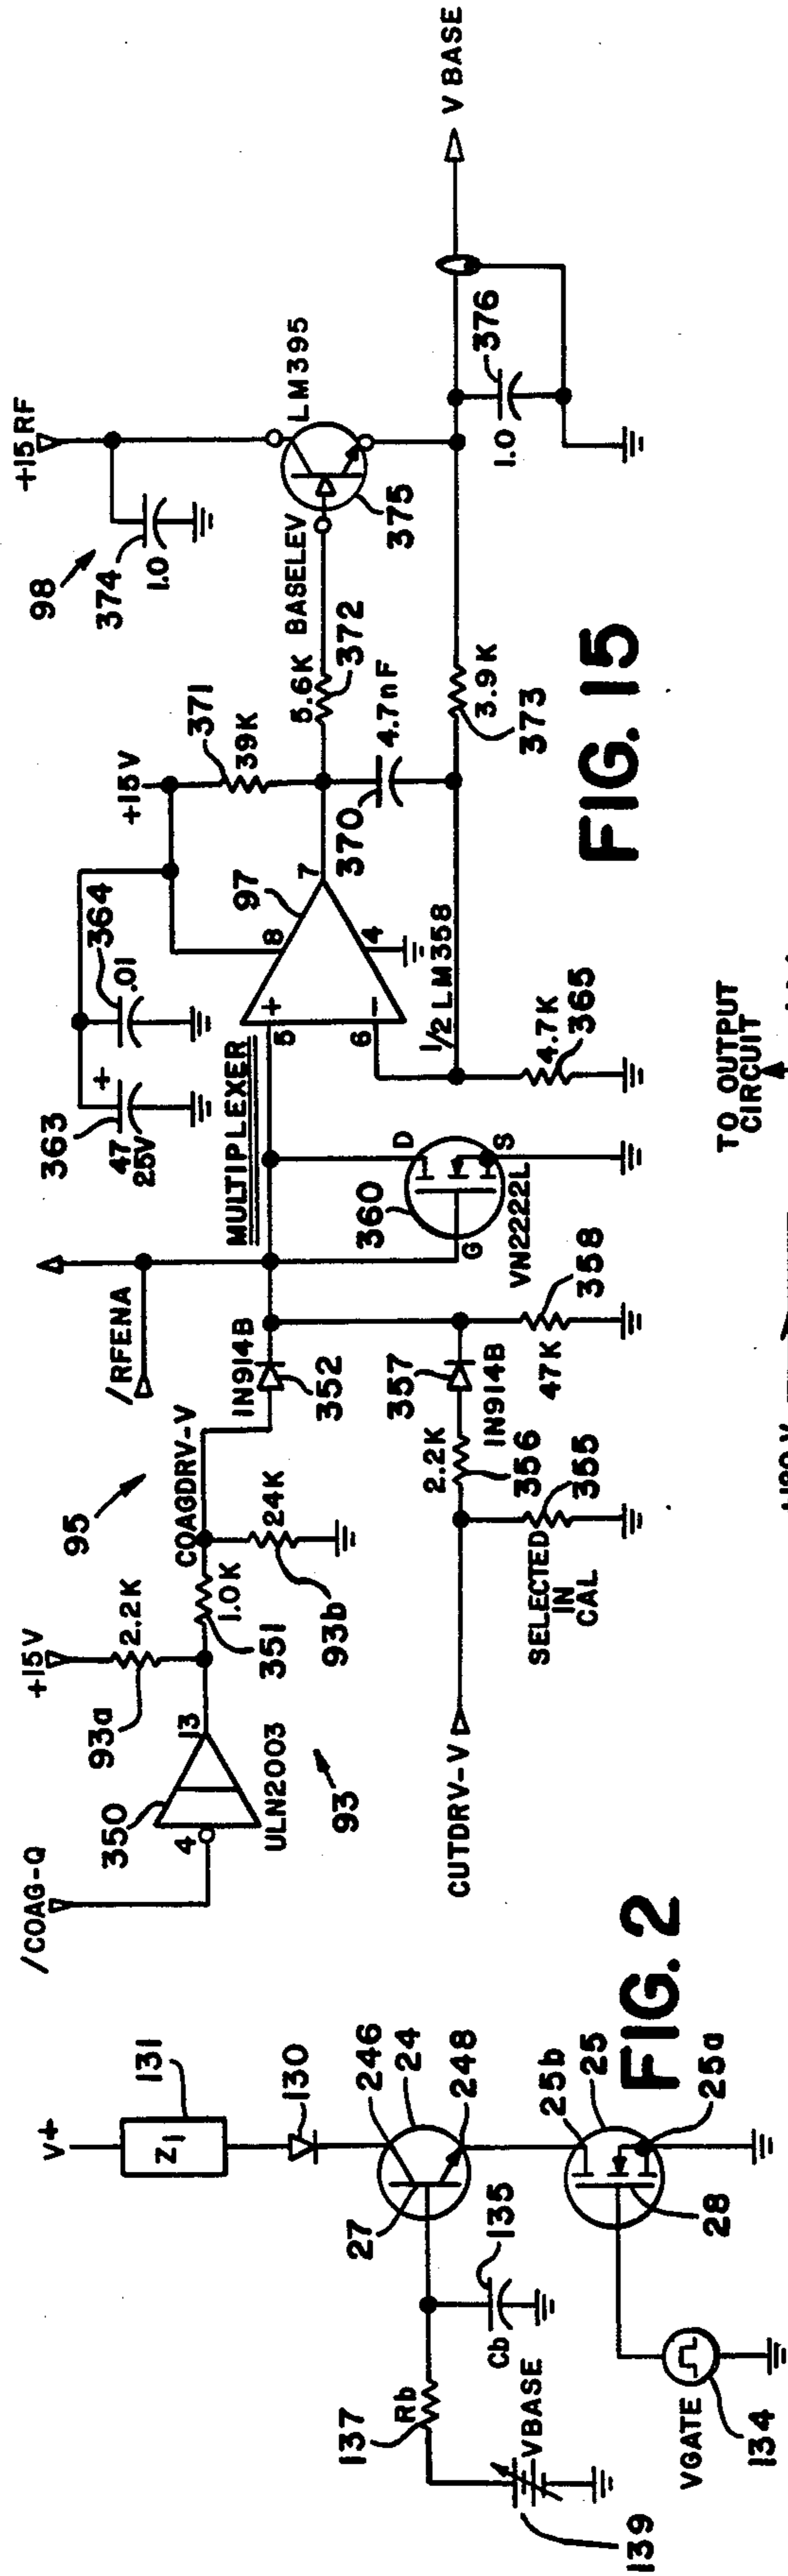 /COAG-Q
350
4
13
ULN2003
93
+15V
93a
2.2K
351
1.0K
93b
24K
COAGDRV-V
95
IN914B
352
/RFENA
CUTDRV-V
SELECTED
IN
CAL
355
356
2.2K
357
IN914B
47K
358
MULTIPLEXER
360
D
G
S
VN2222L
363
47
25V
+
364
.01
5
+
6
-
8
4
7
97
1/2 LM358
4.7K
365
+15V
371
39K
370
4.7nF
5.6K
372
BASELEV
3.9K
373
98
374
1.0
+15RF
LM395
375
376
1.0
V BASE
FIG. 15
V+
Z1
131
130
246
24
248
27
135
Cb
Rb
137
VBASE
139
25b
25
25a
28
VGATE
134
FIG. 2
TO OUTPUT
CIRCUIT